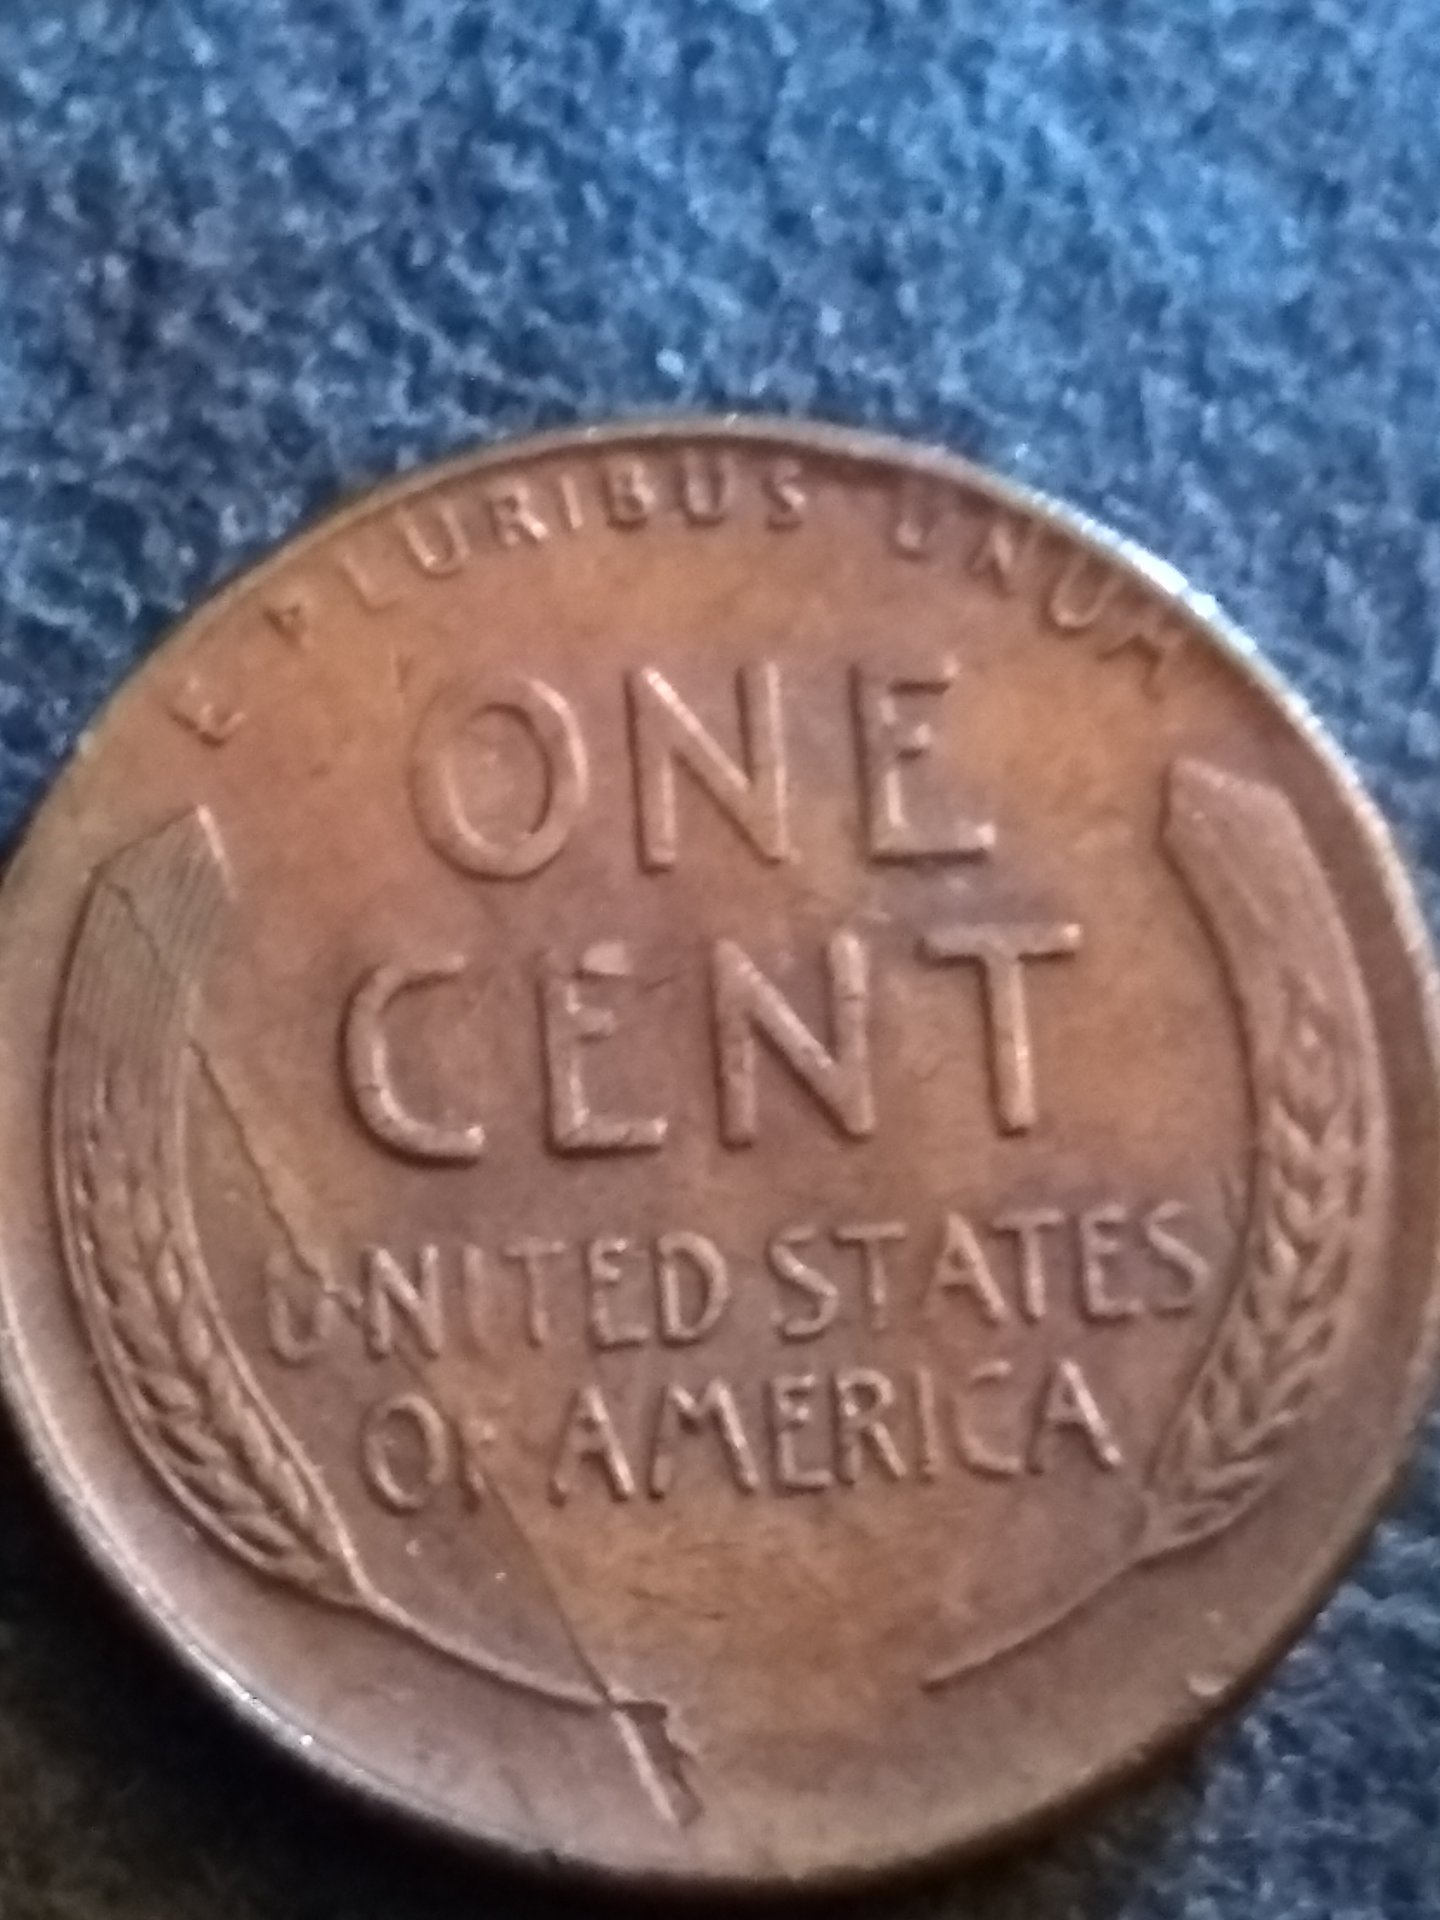 E PLURIBUS UNUM
ONE
CENT
UNITED STATES
OF AMERICA